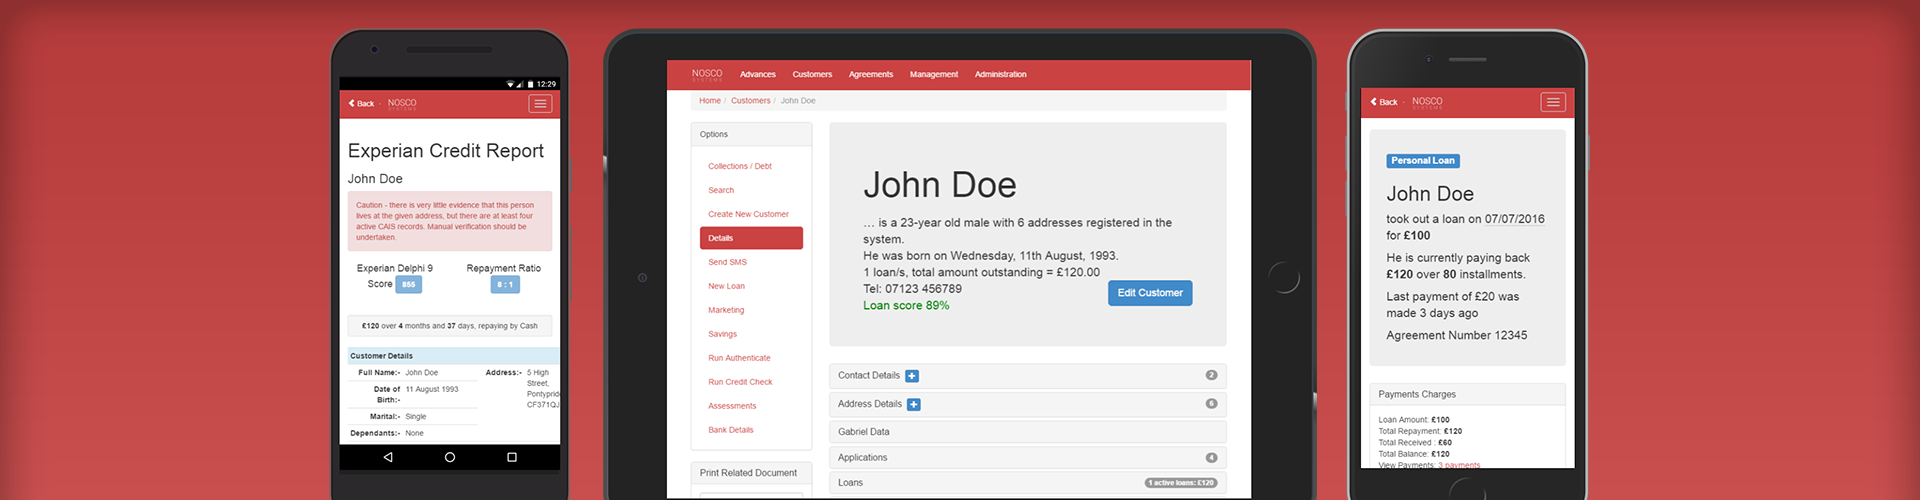 12:29
Back - NOSCO
SYSTEMS
Experian Credit Report
John Doe
Caution - there is very little evidence that this person
lives at the given address, but there are at least four
active CAIS records. Manual verification should be
undertaken.
Experian Delphi 9
Score 855
Repayment Ratio
8 : 1
£120 over 4 months and 37 days, repaying by Cash
Customer Details
Full Name:- John Doe
Date of
Birth:-
11 August 1993
Marital:- Single
Dependants:- None
Address:- 5 High
Street,
Pontypridd
CF371QJ
NOSCO
SYSTEMS
Advances Customers Agreements Management Administration
Home / Customers / John Doe
Options
Collections / Debt
Search
Create New Customer
Details
Send SMS
New Loan
Marketing
Savings
Run Authenticate
Run Credit Check
Assessments
Bank Details
Print Related Document
John Doe
... is a 23-year old male with 6 addresses registered in the
system.
He was born on Wednesday, 11th August, 1993.
1 loan/s, total amount outstanding = £120.00
Tel: 07123 456789
Loan score 89%
Edit Customer
Contact Details + 2
Address Details + 6
Gabriel Data
Applications 4
Loans 1 active loans: £120
Back - NOSCO
SYSTEMS
Personal Loan
John Doe
took out a loan on 07/07/2016
for £100
He is currently paying back
£120 over 80 installments.
Last payment of £20 was
made 3 days ago
Agreement Number 12345
Payments Charges
Loan Amount: £100
Total Repayment: £120
Total Received : £60
Total Balance: £120
View Payments: 3 payments